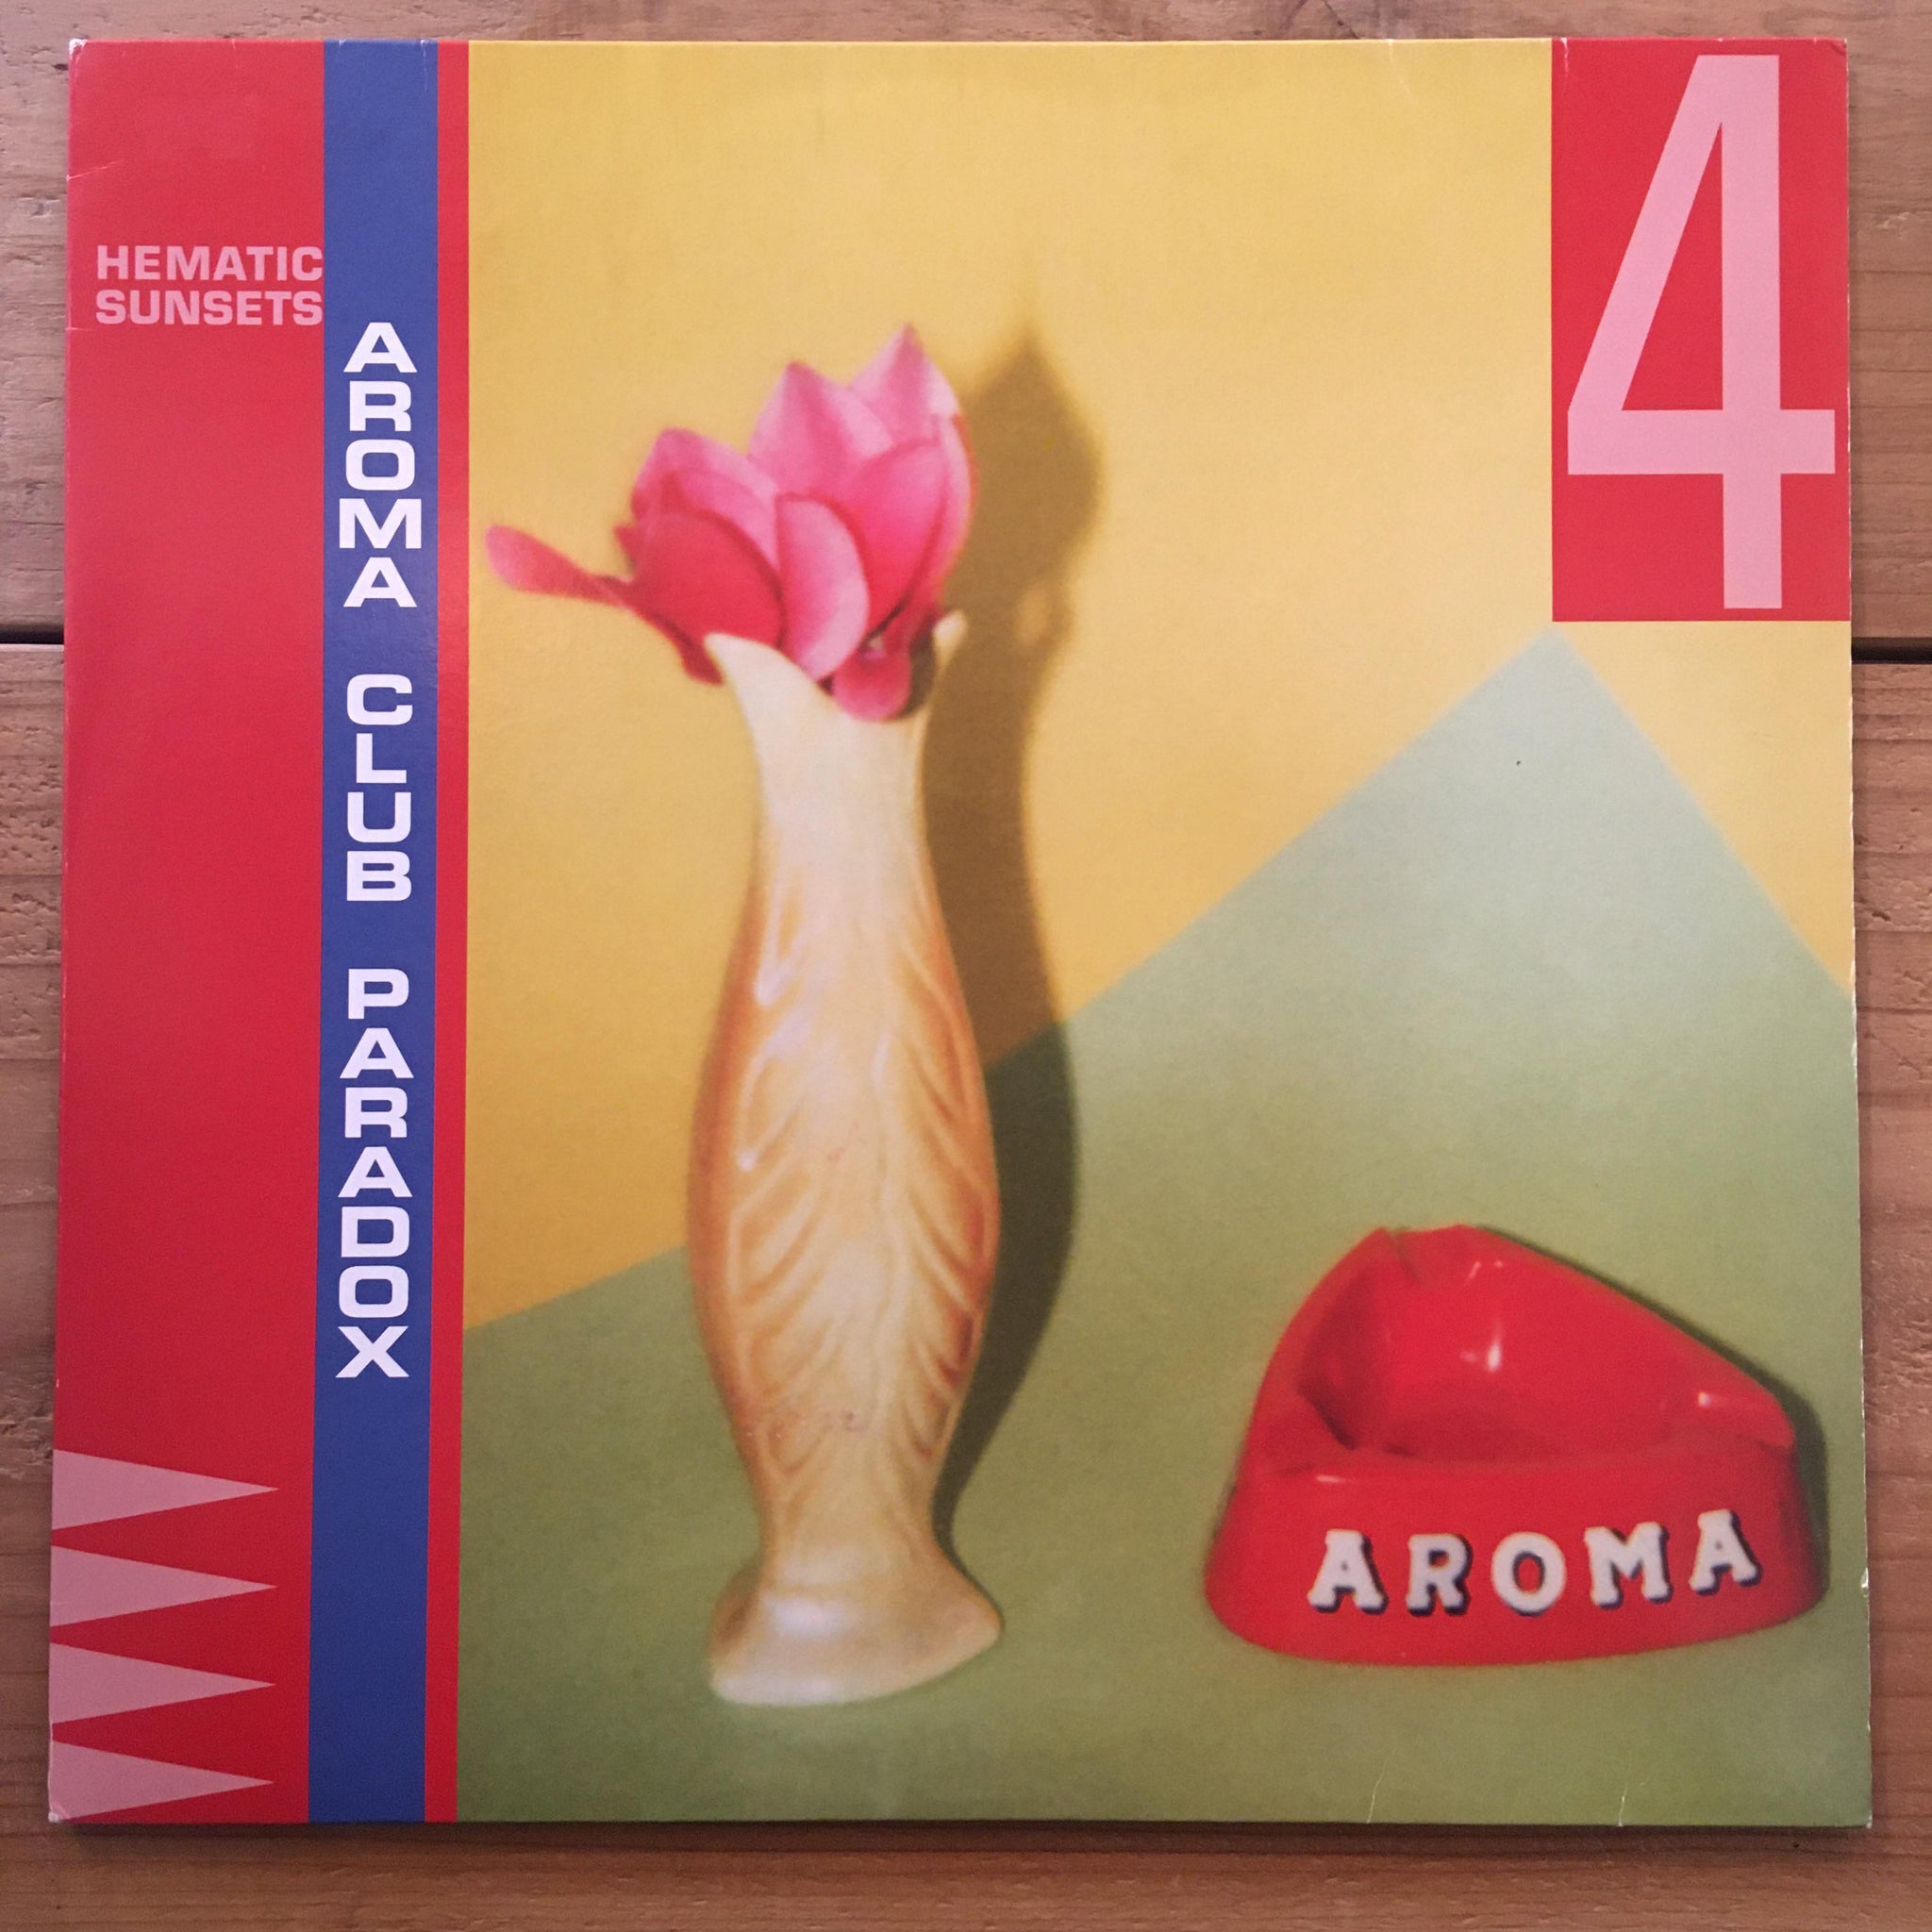 HEMATIC
SUNSETS
AROMA CLUB PARADOX
4
AROMA